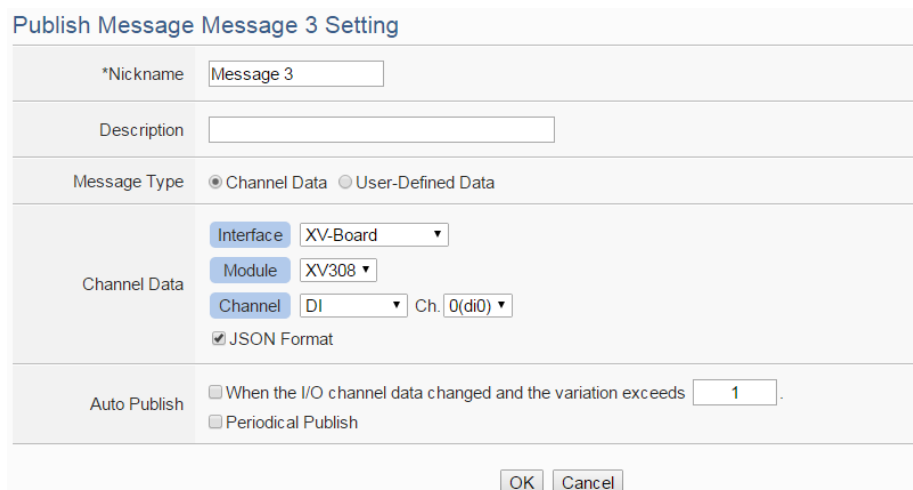 Publish Message Message 3 Setting
*Nickname Message 3
Description
Message Type Channel Data User-Defined Data
Interface XV-Board
Module XV308
Channel Data
Channel DI Ch. 0(di0)
JSON Format
When the I/O channel data changed and the variation exceeds 1 .
Auto Publish
Periodical Publish
OK Cancel